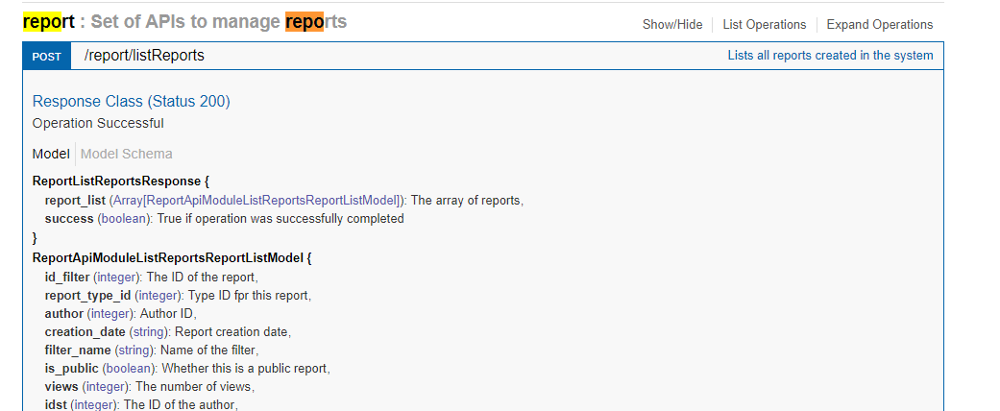 report : Set of APIs to manage reports
Show/Hide List Operations Expand Operations
POST /report/listReports Lists all reports created in the system
Response Class (Status 200)
Operation Successful
Model Model Schema
ReportListReportsResponse {
report_list (Array[ReportApiModuleListReportsReportListModel]): The array of reports,
success (boolean): True if operation was successfully completed
}
ReportApiModuleListReportsReportListModel {
id_filter (integer): The ID of the report,
report_type_id (integer): Type ID fpr this report,
author (integer): Author ID,
creation_date (string): Report creation date,
filter_name (string): Name of the filter,
is_public (boolean): Whether this is a public report,
views (integer): The number of views,
idst (integer): The ID of the author,